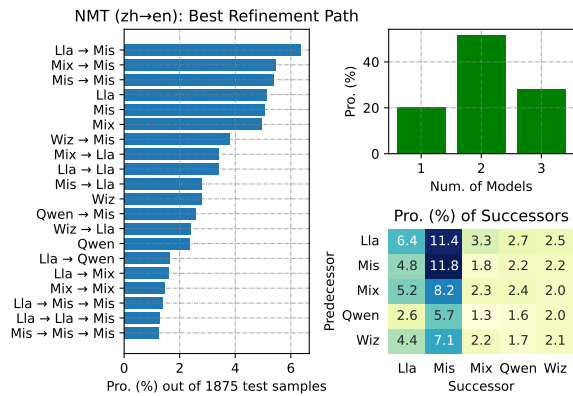 NMT (zh→en): Best Refinement Path
Lla → Mis
Mix → Mis
Mis → Mis
Lla
Mis
Mix
Wiz → Mis
Mix → Lla
Lla → Lla
Mis → Lla
Wiz
Qwen → Mis
Wiz → Lla
Qwen
Lla → Qwen
Lla → Mix
Mix → Mix
Lla → Mis → Mis
Lla → Lla → Mis
Mis → Mis → Mis
0 2 4 6
Pro. (%) out of 1875 test samples
Pro. (%)
40
20
0
1 2 3
Num. of Models
Pro. (%) of Successors
Predecessor
Lla 6.4 11.4 3.3 2.7 2.5
Mis 4.8 11.8 1.8 2.2 2.2
Mix 5.2 8.2 2.3 2.4 2.0
Qwen 2.6 5.7 1.3 1.6 2.0
Wiz 4.4 7.1 2.2 1.7 2.1
Lla Mis Mix Qwen Wiz
Successor